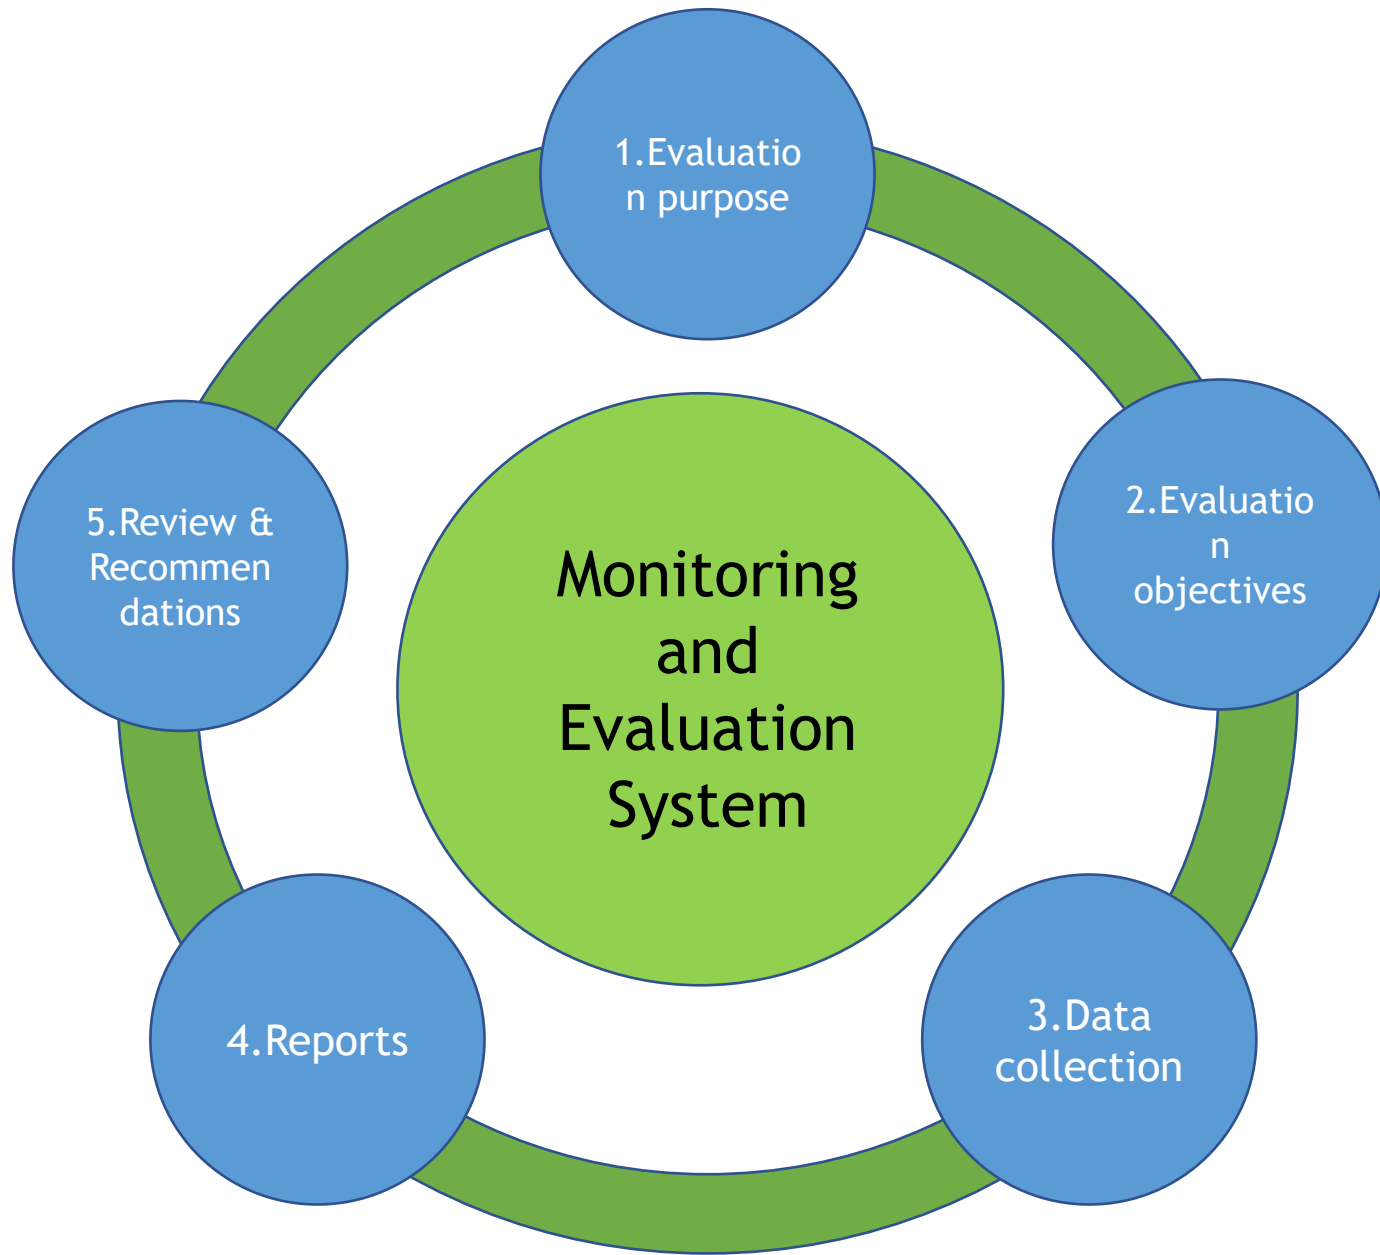 1.Evaluatio
n purpose
2.Evaluatio
n
objectives
3.Data
collection
4.Reports
5.Review &
Recommen
dations
Monitoring
and
Evaluation
System